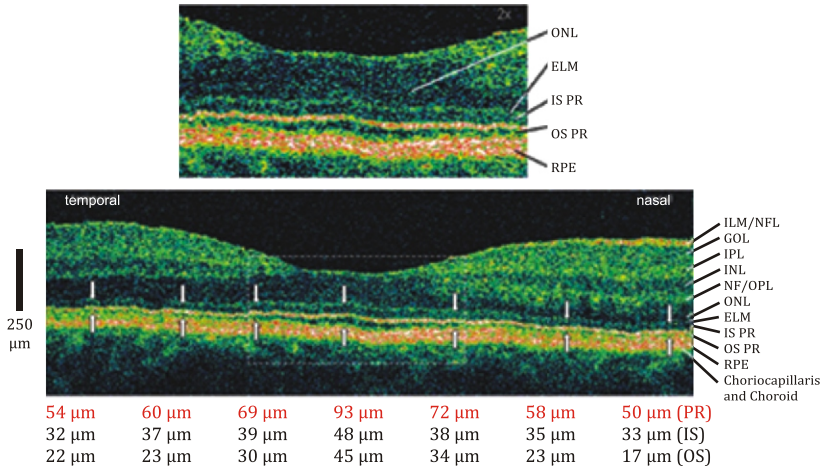 2x
ONL
ELM
IS PR
OS PR
RPE
temporal
nasal
ILM/NFL
GOL
IPL
INL
NF/OPL
ONL
ELM
IS PR
OS PR
RPE
Choriocapillaris
and Choroid
250
µm
54 µm 60 µm 69 µm 93 µm 72 µm 58 µm 50 µm (PR)
32 µm 37 µm 39 µm 48 µm 38 µm 35 µm 33 µm (IS)
22 µm 23 µm 30 µm 45 µm 34 µm 23 µm 17 µm (OS)